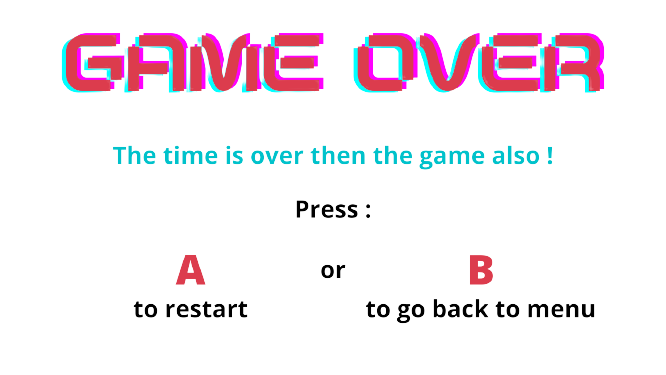 GAME OVER
The time is over then the game also !
Press :
A or B
to restart to go back to menu